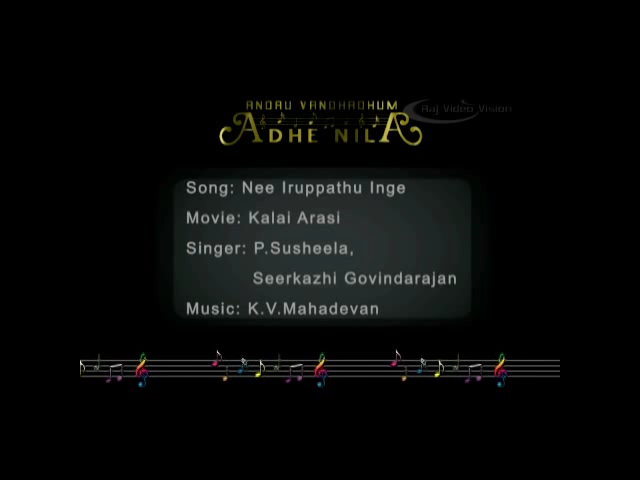 ANDRU VANDHADHUM
ADHE NILA
Raj Video Vision
Song: Nee Iruppathu Inge
Movie: Kalai Arasi
Singer: P.Susheela,
Seerkazhi Govindarajan
Music: K.V.Mahadevan